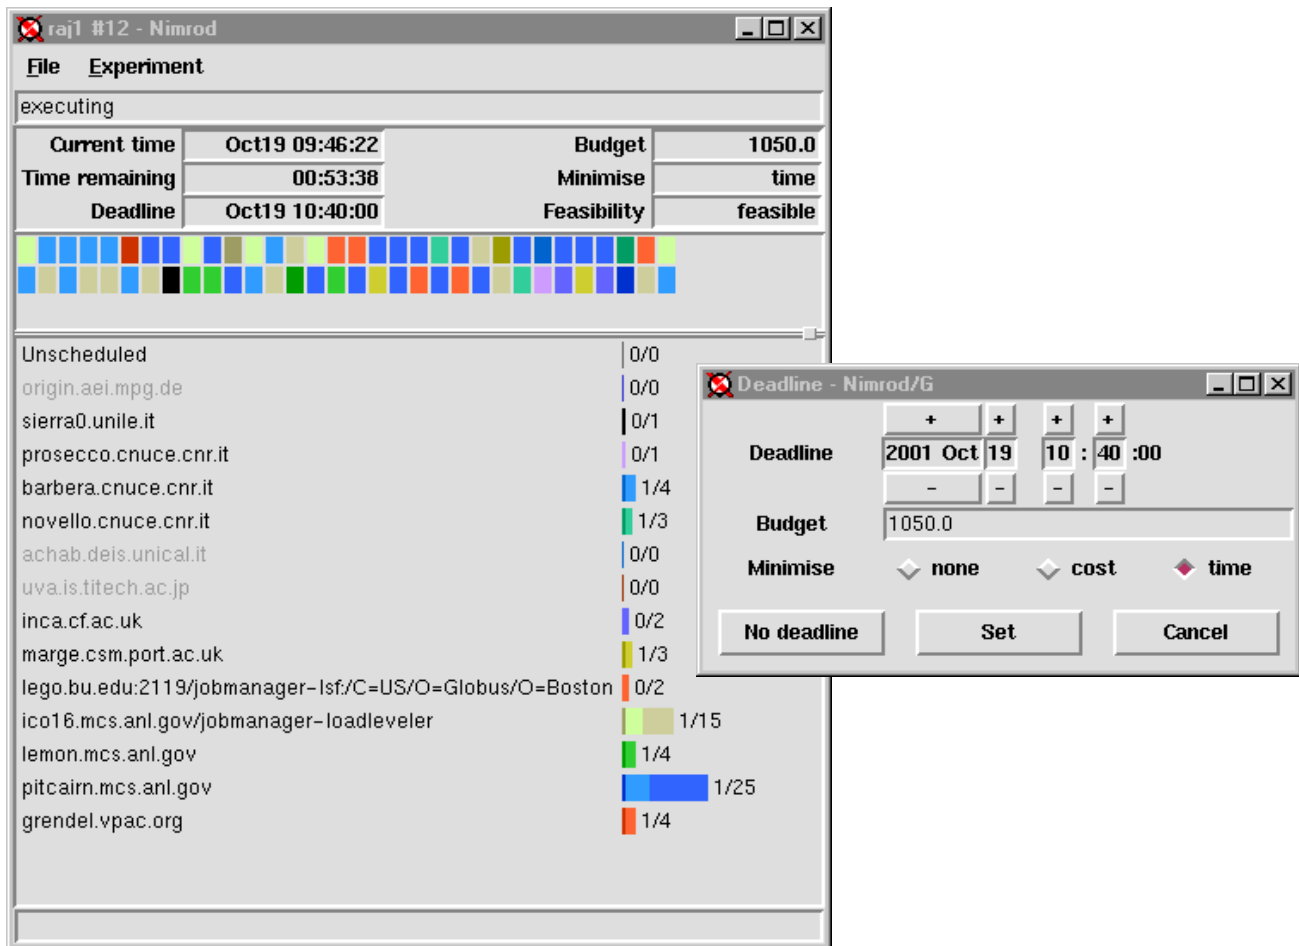 raj1 #12 - Nimrod
File Experiment
executing
Current time Oct19 09:46:22 Budget 1050.0
Time remaining 00:53:38 Minimise time
Deadline Oct19 10:40:00 Feasibility feasible
Unscheduled 0/0
origin.aei.mpg.de 0/0
sierra0.unile.it 0/1
prosecco.cnuce.cnr.it 0/1
barbera.cnuce.cnr.it 1/4
novello.cnuce.cnr.it 1/3
achab.deis.unical.it 0/0
uva.is.titech.ac.jp 0/0
inca.cf.ac.uk 0/2
marge.csm.port.ac.uk 1/3
lego.bu.edu:2119/jobmanager-lsf:/C=US/O=Globus/O=Boston 0/2
ico16.mcs.anl.gov/jobmanager-loadleveler 1/15
lemon.mcs.anl.gov 1/4
pitcairn.mcs.anl.gov 1/25
grendel.vpac.org 1/4
Deadline - Nimrod/G
+ + + +
Deadline 2001 Oct 19 10 : 40 :00
- - - -
Budget 1050.0
Minimise none cost time
No deadline Set Cancel